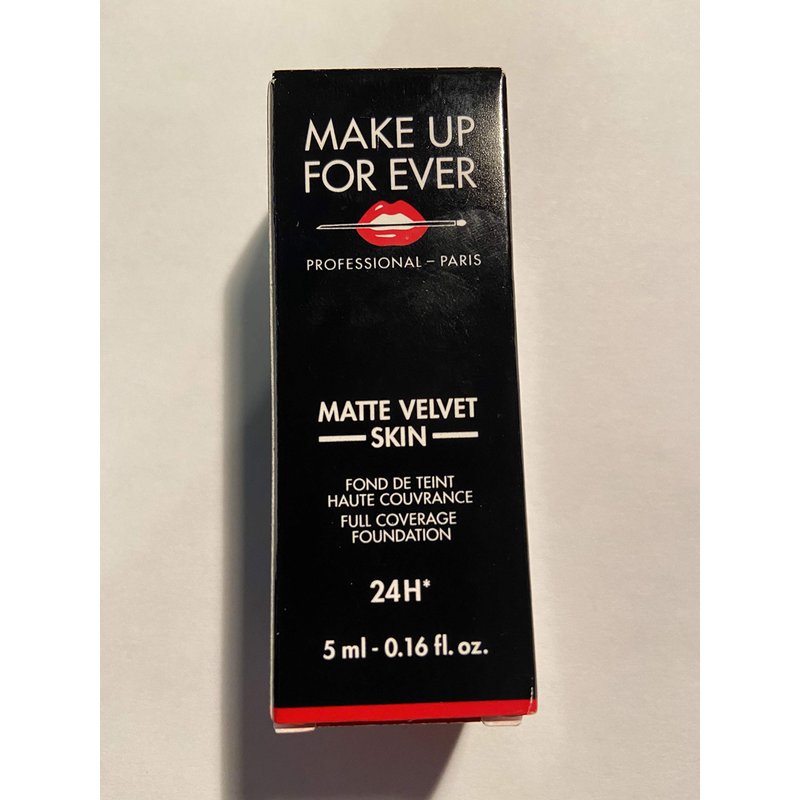 MAKE UP
FOR EVER
PROFESSIONAL – PARIS
MATTE VELVET
SKIN
FOND DE TEINT
HAUTE COUVRANCE
FULL COVERAGE
FOUNDATION
24H*
5 ml - 0.16 fl. oz.